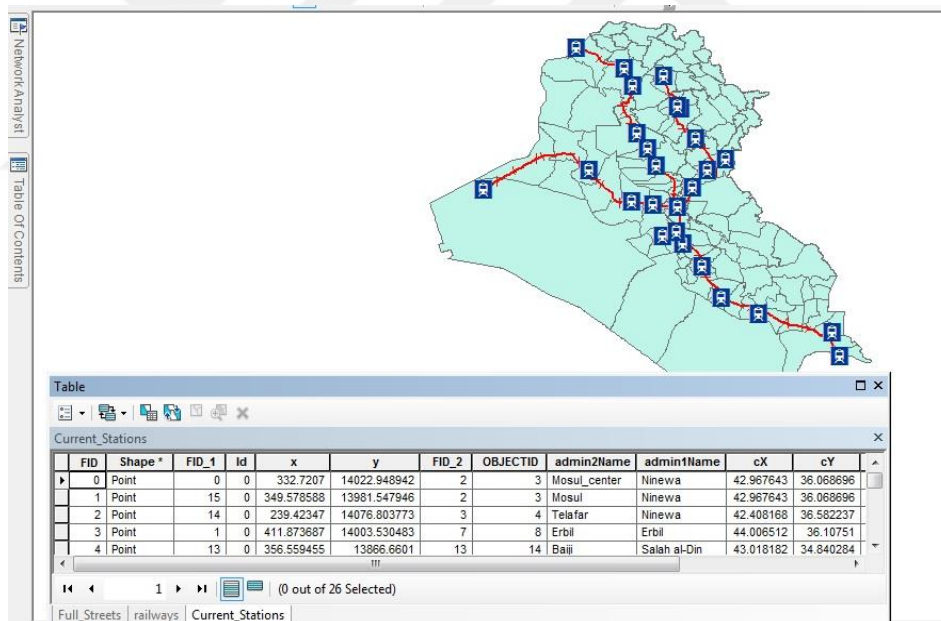 Network Analyst
Table Of Contents
Table
Current_Stations
FID Shape * FID_1 Id x y FID_2 OBJECTID admin2Name admin1Name cX cY
0 Point 0 0 332.7207 14022.948942 2 3 Mosul_center Ninewa 42.967643 36.068696
1 Point 15 0 349.578588 13981.547946 2 3 Mosul Ninewa 42.967643 36.068696
2 Point 14 0 239.42347 14076.803773 3 4 Telafar Ninewa 42.408168 36.582237
3 Point 1 0 411.873687 14003.530483 7 8 Erbil Erbil 44.006512 36.10751
4 Point 13 0 356.559455 13866.6601 13 14 Baiji Salah al-Din 43.018182 34.840284
1 (0 out of 26 Selected)
Full_Streets railways Current_Stations